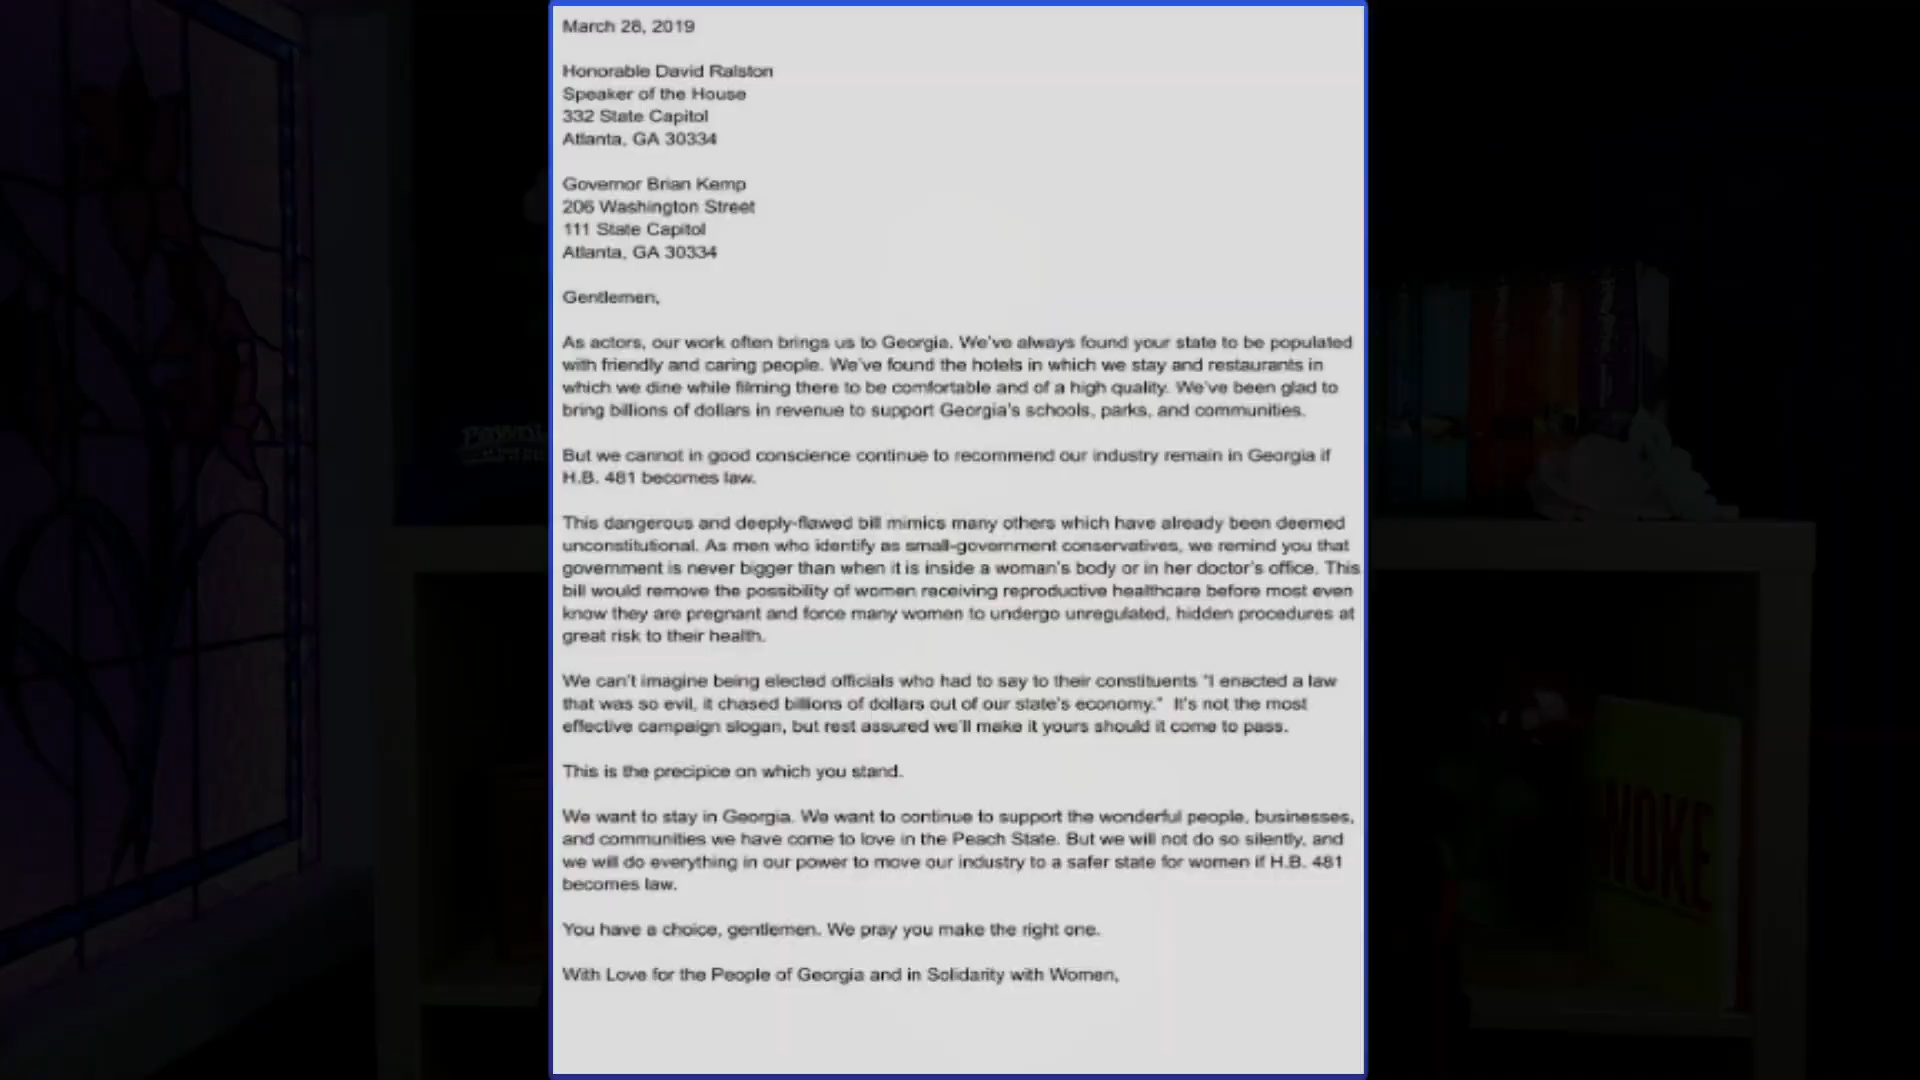 March 28, 2019
Honorable David Ralston
Speaker of the House
332 State Capitol
Atlanta, GA 30334
Governor Brian Kemp
206 Washington Street
111 State Capitol
Atlanta, GA 30334
Gentlemen,
As actors, our work often brings us to Georgia. We've always found your state to be populated
with friendly and caring people. We've found the hotels in which we stay and restaurants in
which we dine while filming there to be comfortable and of a high quality. We've been glad to
bring billions of dollars in revenue to support Georgia's schools, parks, and communities.
But we cannot in good conscience continue to recommend our industry remain in Georgia if
H.B. 481 becomes law.
This dangerous and deeply-flawed bill mimics many others which have already been deemed
unconstitutional. As men who identify as small-government conservatives, we remind you that
government is never bigger than when it is inside a woman's body or in her doctor's office. This
bill would remove the possibility of women receiving reproductive healthcare before most even
know they are pregnant and force many women to undergo unregulated, hidden procedures at
great risk to their health.
We can't imagine being elected officials who had to say to their constituents "I enacted a law
that was so evil, it chased billions of dollars out of our state's economy." It's not the most
effective campaign slogan, but rest assured we'll make it yours should it come to pass.
This is the precipice on which you stand.
We want to stay in Georgia. We want to continue to support the wonderful people, businesses,
and communities we have come to love in the Peach State. But we will not do so silently, and
we will do everything in our power to move our industry to a safer state for women if H.B. 481
becomes law.
You have a choice, gentlemen. We pray you make the right one.
With Love for the People of Georgia and in Solidarity with Women,
WOKE